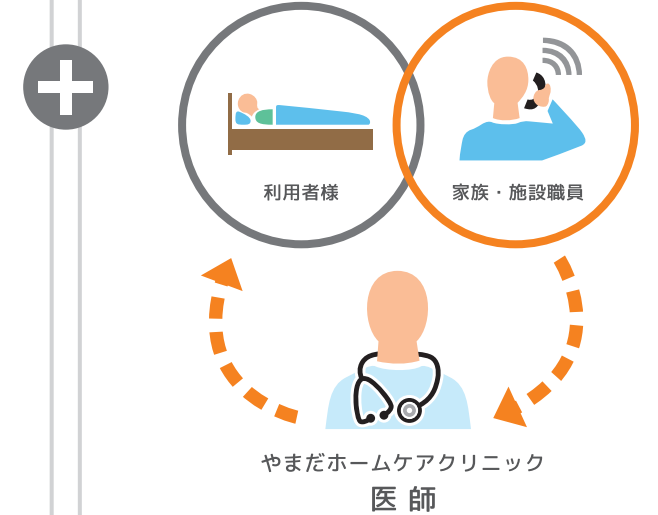 利用者様
家族・施設職員
やまだホームケアクリニック
医師